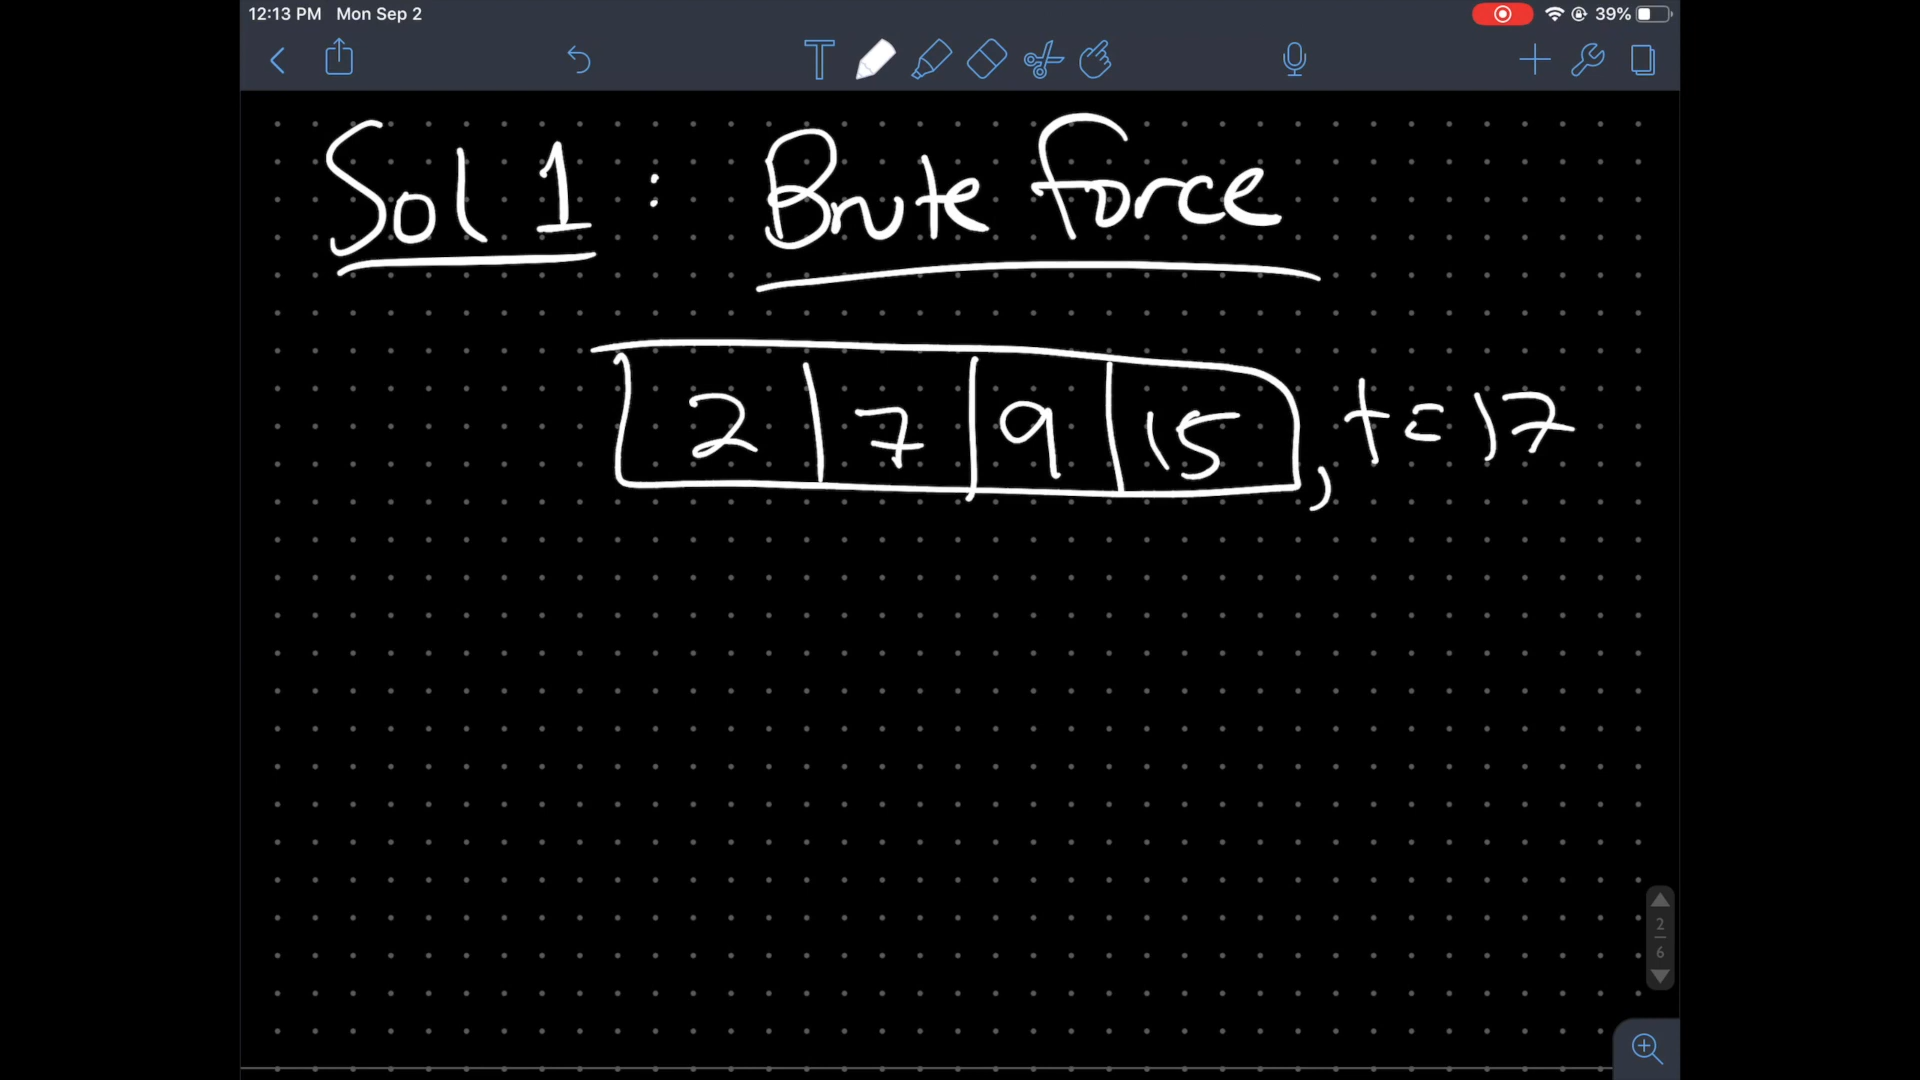 12:13 PM Mon Sep 2 39%
T
Sol 1 : Brute force
2 7 9 15 , t = 17
2
6